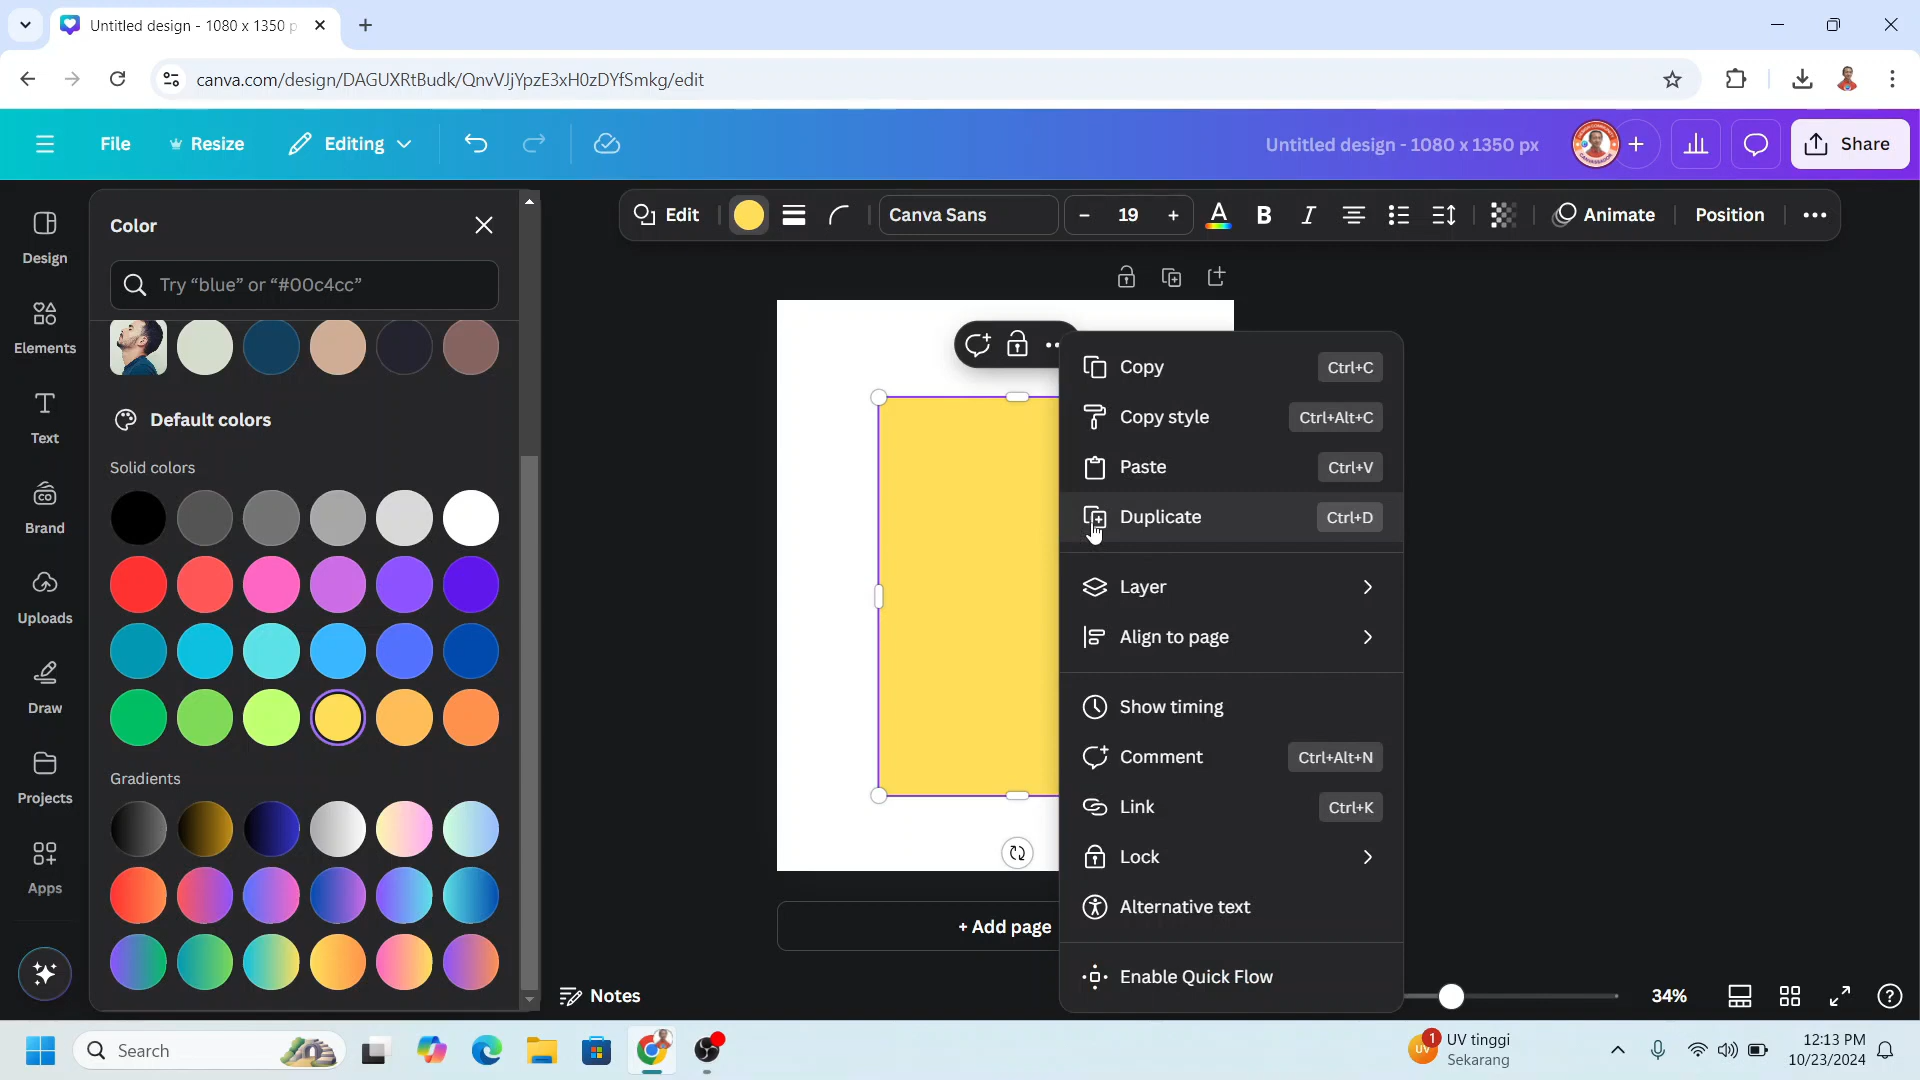 Untitled design - 1080 x 1350 p
canva.com/design/DAGUXRtBudk/QnvVJjYpzE3xH0zDYfSmkg/edit
File
Resize
Editing
Untitled design - 1080 x 1350 px
Share
Design
Elements
Text
Brand
Uploads
Draw
Projects
Apps
Color
Try “blue” or “#00c4cc”
Default colors
Solid colors
Gradients
Edit
Canva Sans
- 19 +
A
B
I
Animate
Position
Copy Ctrl+C
Copy style Ctrl+Alt+C
Paste Ctrl+V
Duplicate Ctrl+D
Layer
Align to page
Show timing
Comment Ctrl+Alt+N
Link Ctrl+K
Lock
Alternative text
Enable Quick Flow
+ Add page
Notes
34%
Search
UV 1
UV tinggi
Sekarang
12:13 PM
10/23/2024